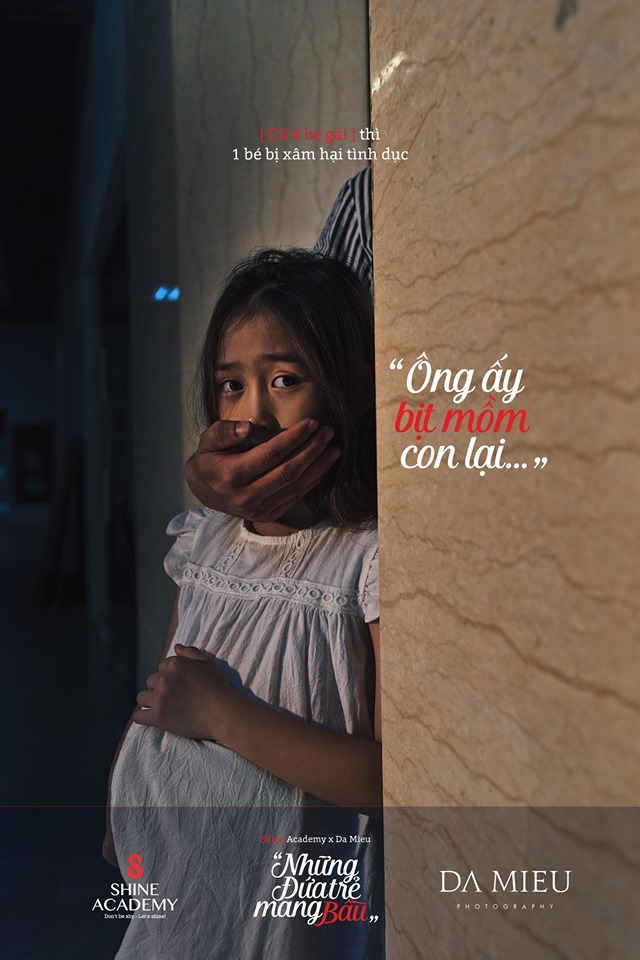 [ Cứ 4 bé gái ] thì
1 bé bị xâm hại tình dục
“Ông ấy
bịt mồm
con lại...”
Shine Academy x Da Mieu
SHINE
ACADEMY
Don't be shy - Let's shine!
“Những
Đứa trẻ
mang Bầu”
DA MIEU
PHOTOGRAPHY